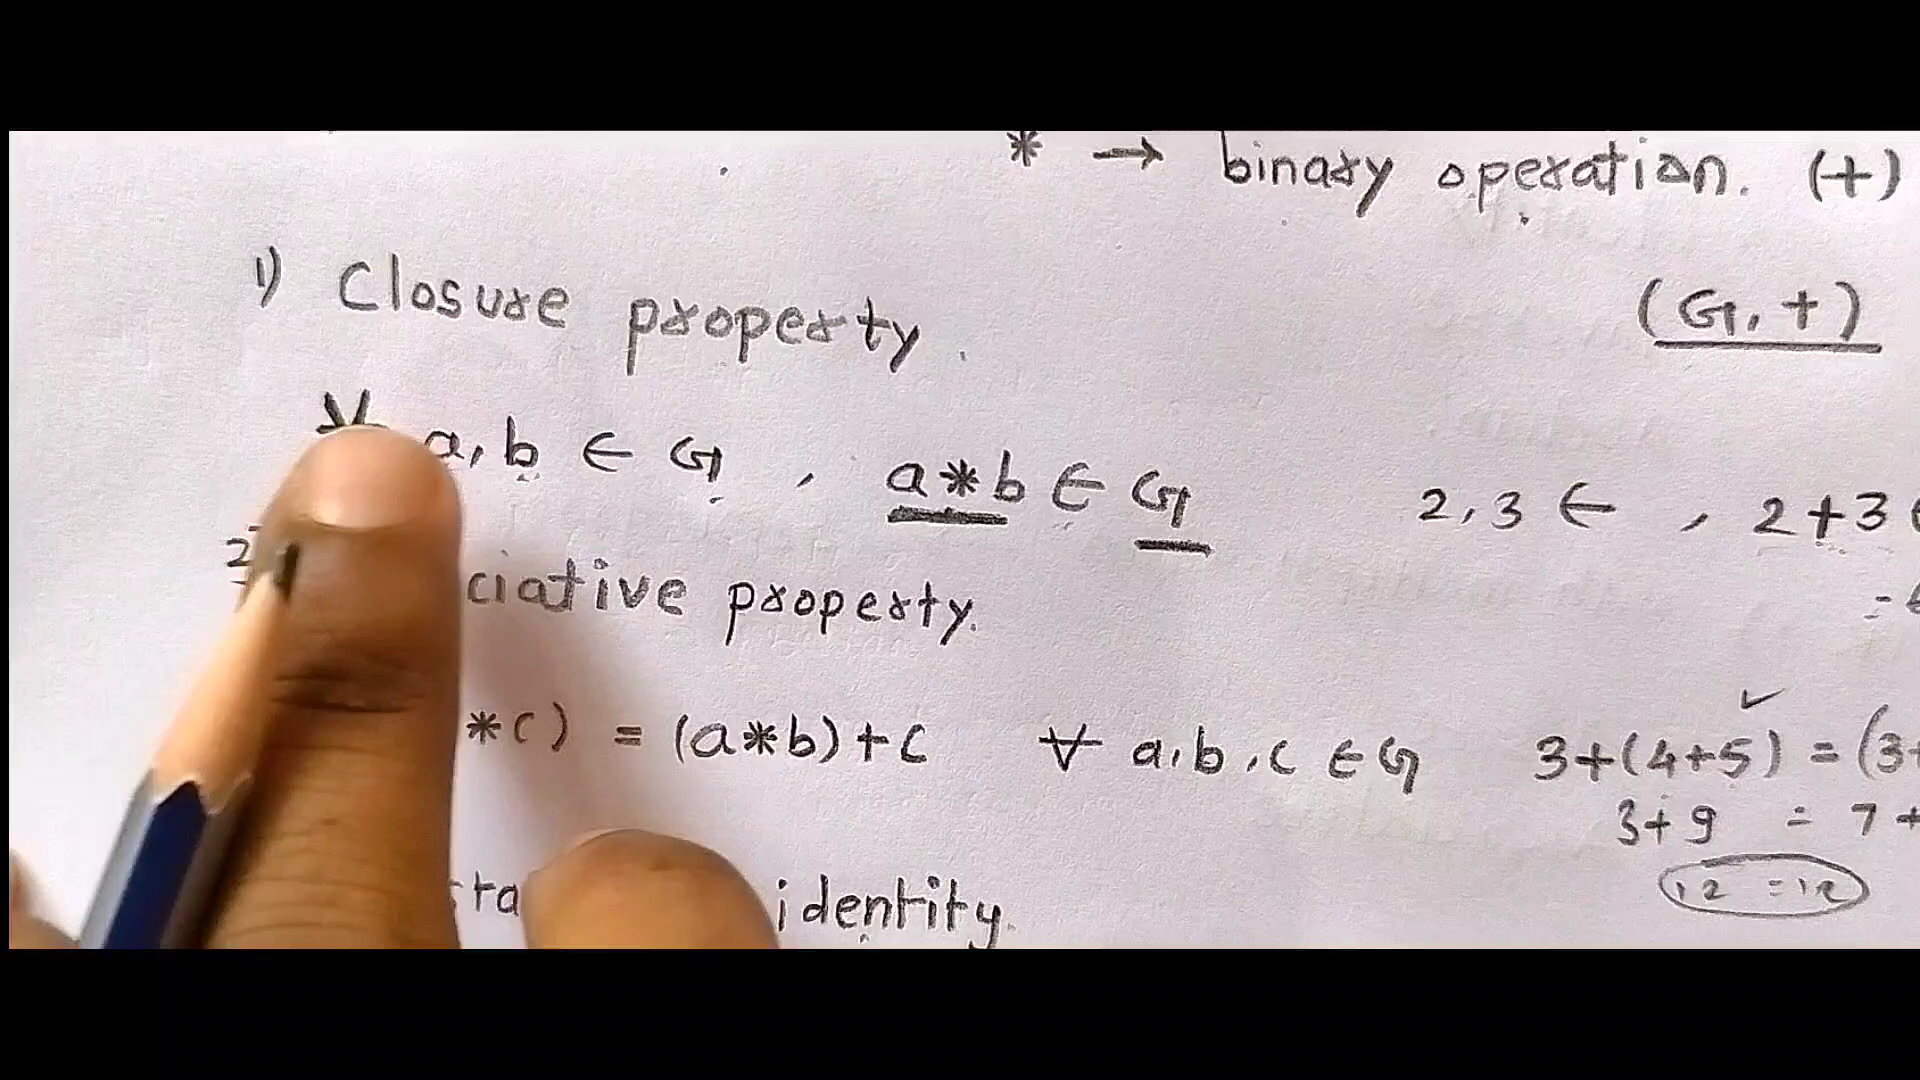 * → binary operation. (+)
1) Closure property.
(G, +)
∀ a, b ∈ G , a*b ∈ G
2,3 ∈ , 2+3 ∈
property.
*c) = (a*b)+c ∀ a,b,c ∈ G
3+(4+5) = (3+
3+9 = 7+
12 = 12
identity.